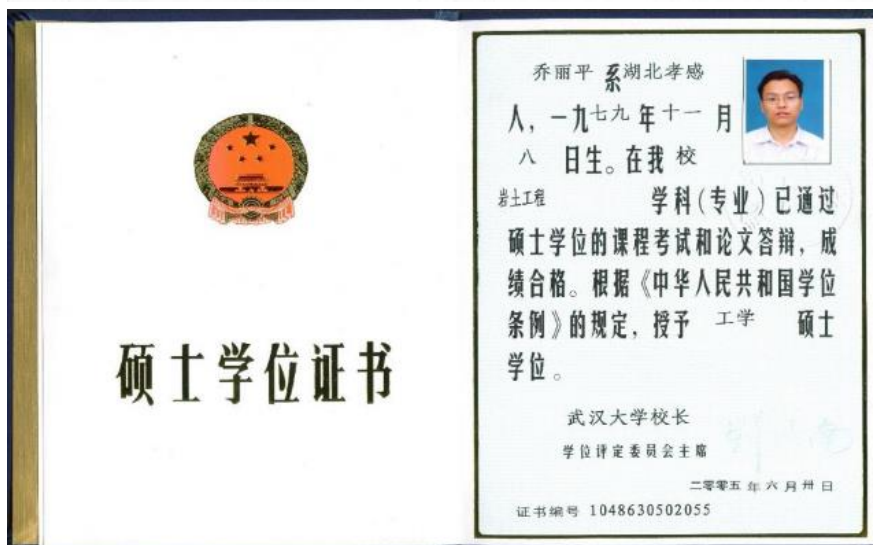 硕士学位证书
乔丽平 系湖北孝感
人，一九七九年十一月
八 日生。在我校
岩土工程 学科（专业）已通过
硕士学位的课程考试和论文答辩，成
绩合格。根据《中华人民共和国学位
条例》的规定，授予 工学 硕士
学位。
武汉大学校长
学位评定委员会主席
二零零五年六月卅日
证书编号 1048630502055